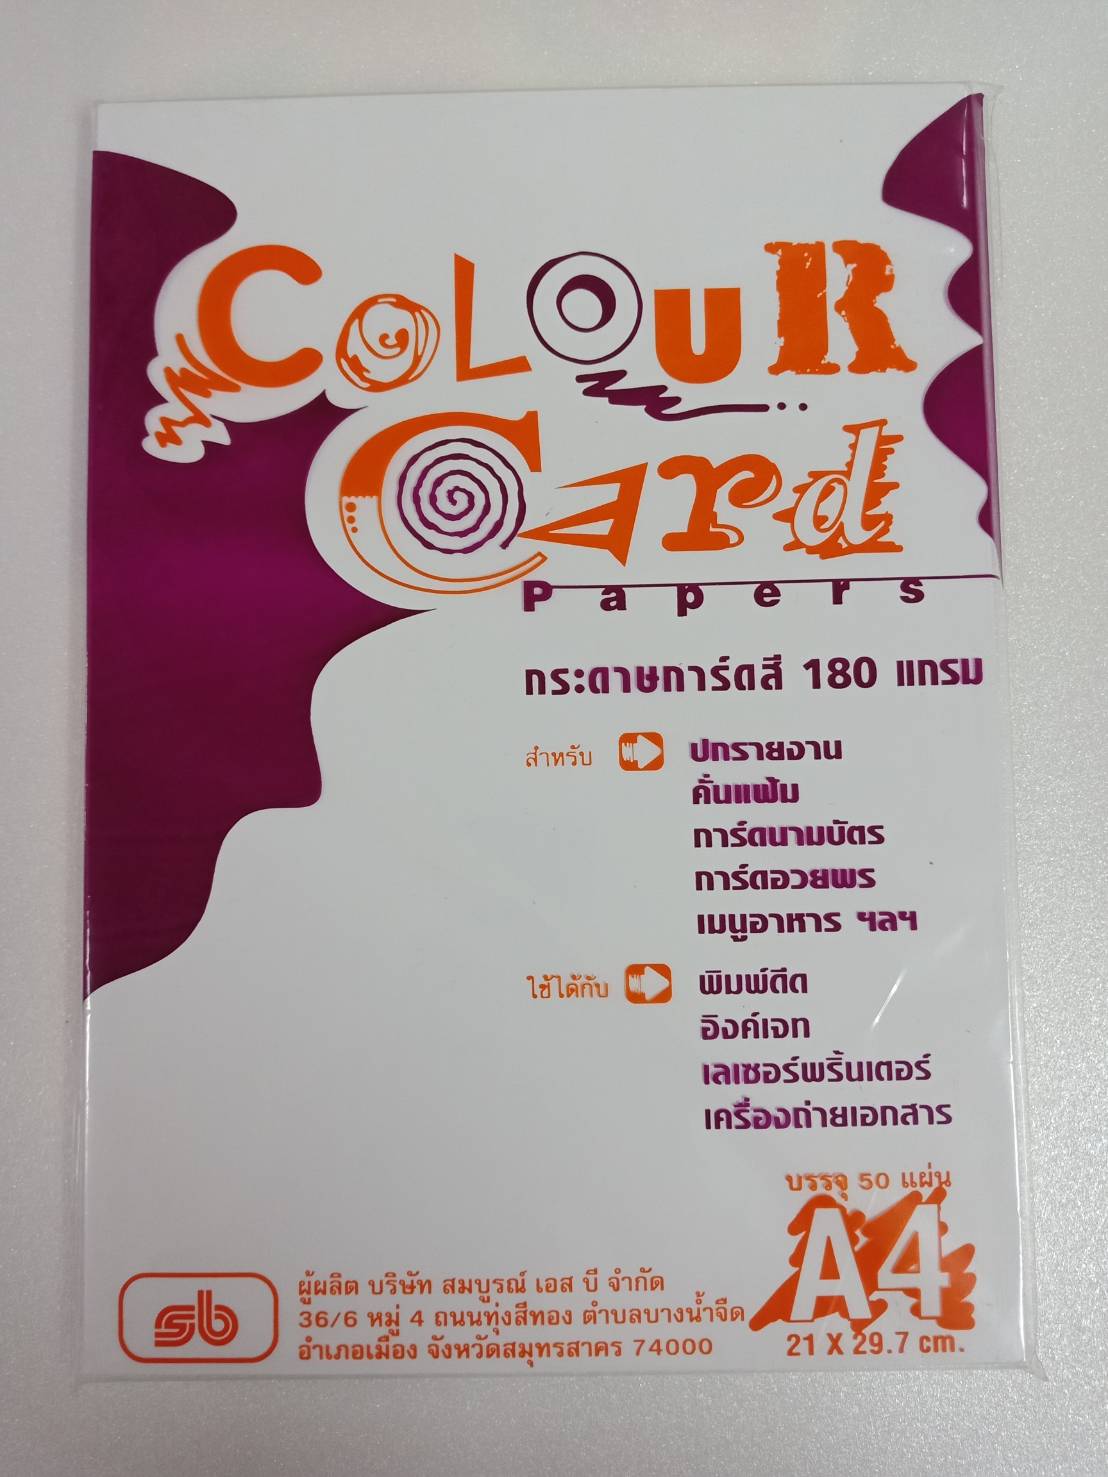 COLOUR
Card
Papers
กระดาษการ์ดสี 180 แกรม
สำหรับ ปกรายงาน
คั่นแฟ้ม
การ์ดนามบัตร
การ์ดอวยพร
เมนูอาหาร ฯลฯ
ใช้ได้กับ พิมพ์ดีด
อิงค์เจท
เลเซอร์พริ้นเตอร์
เครื่องถ่ายเอกสาร
บรรจุ 50 แผ่น
A4
21 X 29.7 cm.
sb
ผู้ผลิต บริษัท สมบูรณ์ เอส บี จำกัด
36/6 หมู่ 4 ถนนทุ่งสีทอง ตำบลบางน้ำจืด
อำเภอเมือง จังหวัดสมุทรสาคร 74000